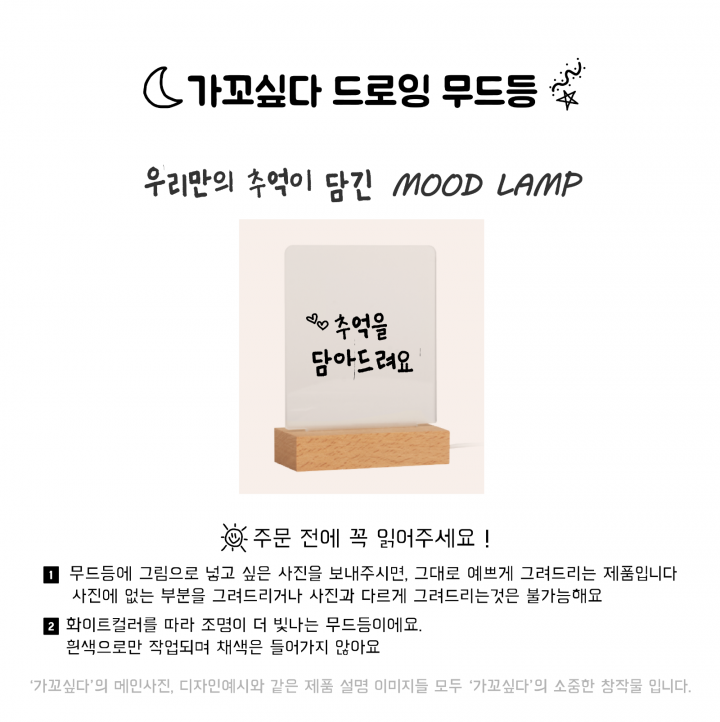 가꼬싶다 드로잉 무드등
우리만의 추억이 담긴 MOOD LAMP
추억을
담아드려요
주문 전에 꼭 읽어주세요 !
1 무드등에 그림으로 넣고 싶은 사진을 보내주시면, 그대로 예쁘게 그려드리는 제품입니다
사진에 없는 부분을 그려드리거나 사진과 다르게 그려드리는것은 불가능해요
2 화이트컬러를 따라 조명이 더 빛나는 무드등이에요.
흰색으로만 작업되며 채색은 들어가지 않아요
'가꼬싶다'의 메인사진, 디자인예시와 같은 제품 설명 이미지들 모두 '가꼬싶다'의 소중한 창작물 입니다.